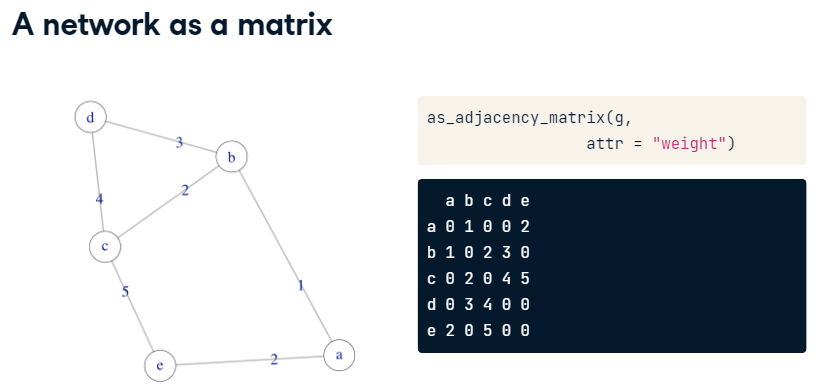 A network as a matrix
d
3
b
4
2
c
5
1
e
2
a
as_adjacency_matrix(g,
attr = "weight")
a b c d e
a 0 1 0 0 2
b 1 0 2 3 0
c 0 2 0 4 5
d 0 3 4 0 0
e 2 0 5 0 0